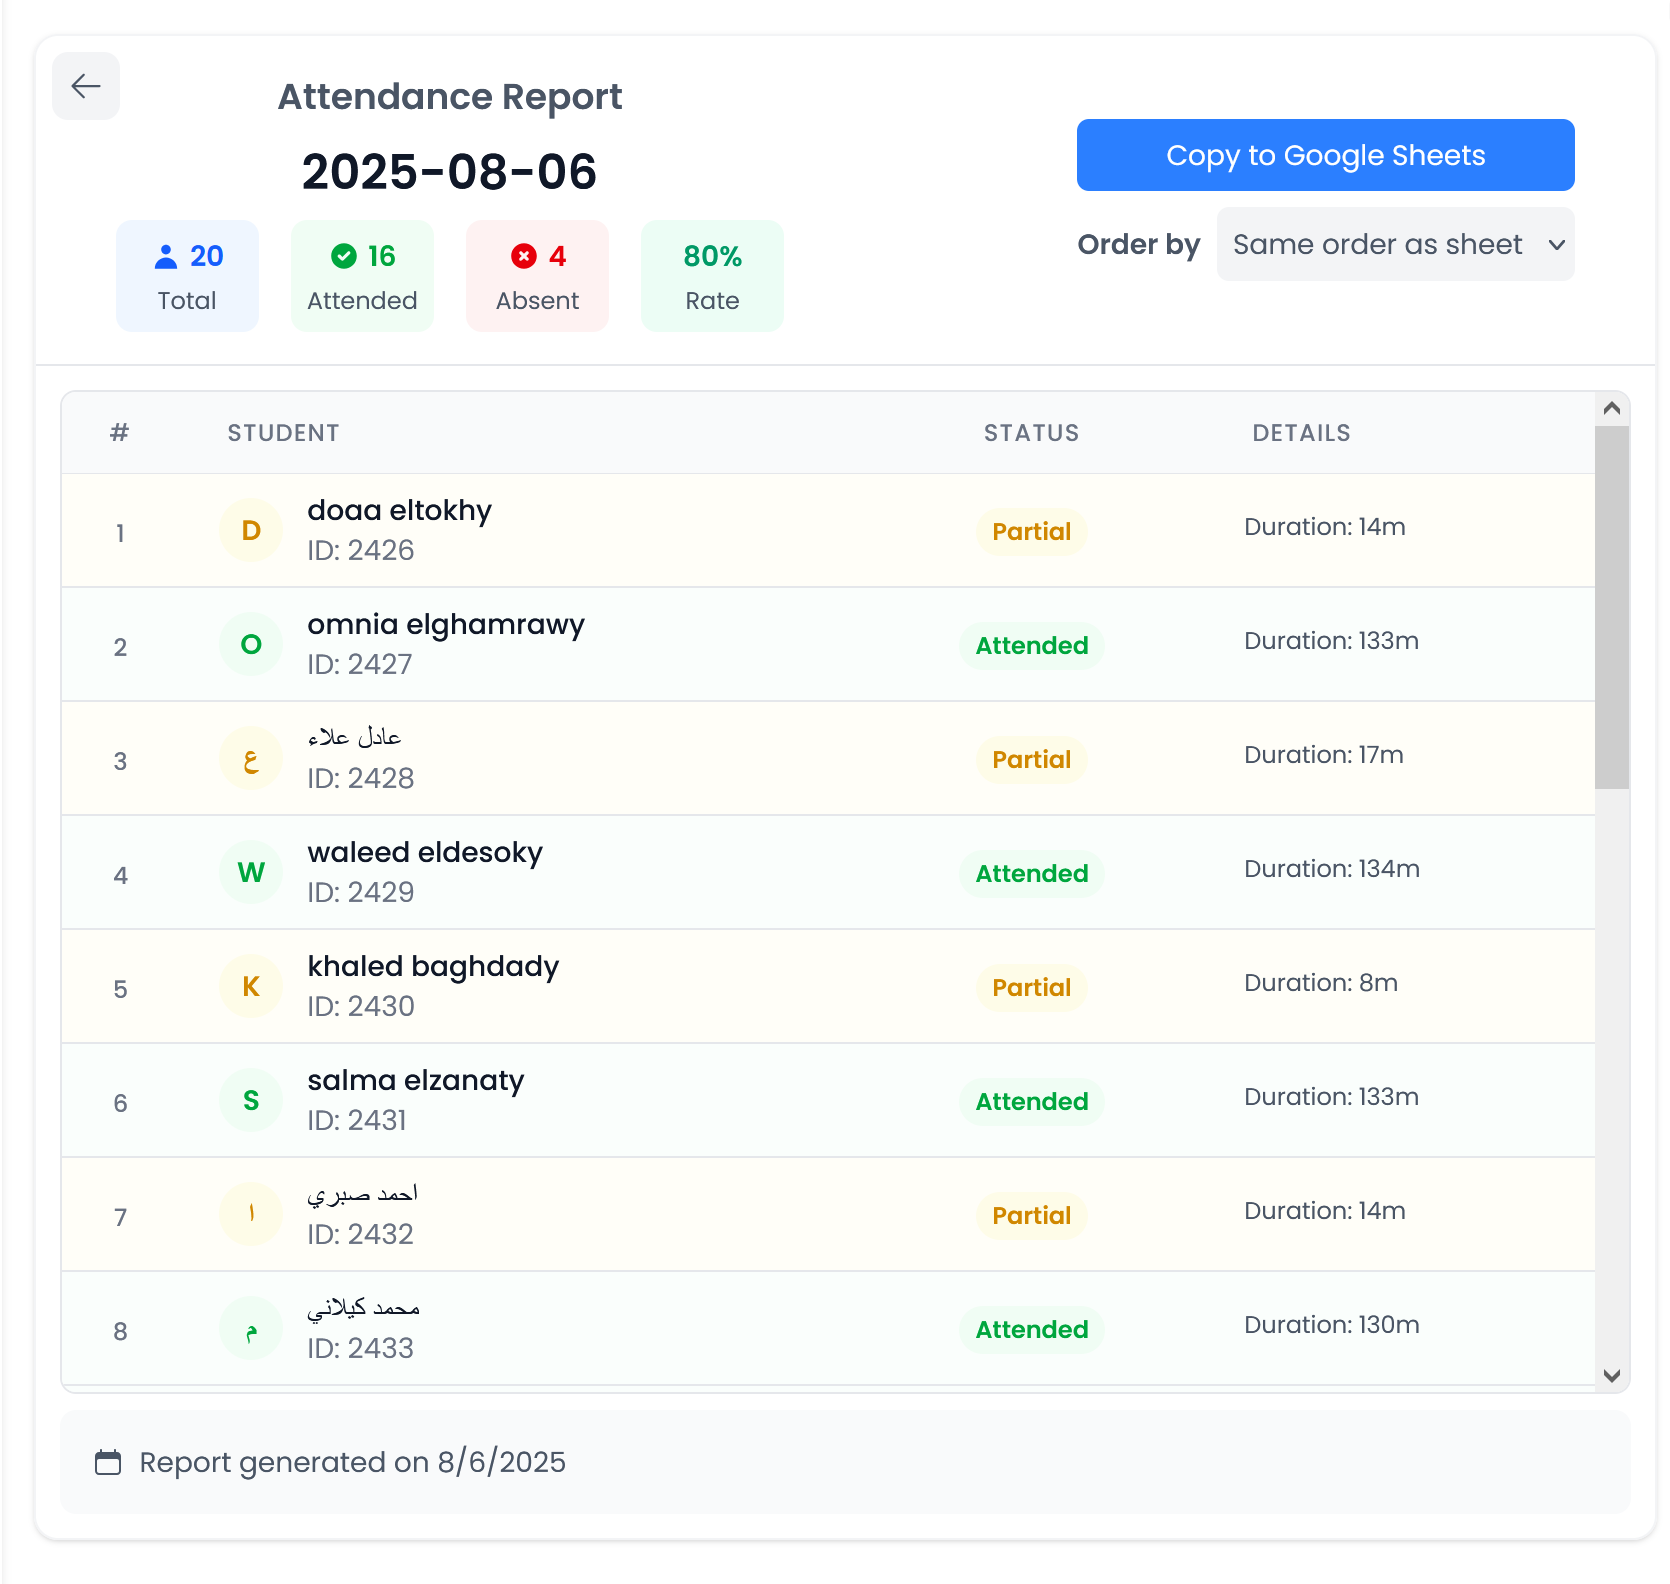 Attendance Report
2025-08-06
20
Total
16
Attended
4
Absent
80%
Rate
Copy to Google Sheets
Order by
Same order as sheet
# STUDENT STATUS DETAILS
1 D doaa eltokhy Partial Duration: 14m
ID: 2426
2 O omnia elghamrawy Attended Duration: 133m
ID: 2427
3 ع عادل علاء Partial Duration: 17m
ID: 2428
4 W waleed eldesoky Attended Duration: 134m
ID: 2429
5 K khaled baghdady Partial Duration: 8m
ID: 2430
6 S salma elzanaty Attended Duration: 133m
ID: 2431
7 ا احمد صبري Partial Duration: 14m
ID: 2432
8 م محمد كيلاني Attended Duration: 130m
ID: 2433
Report generated on 8/6/2025